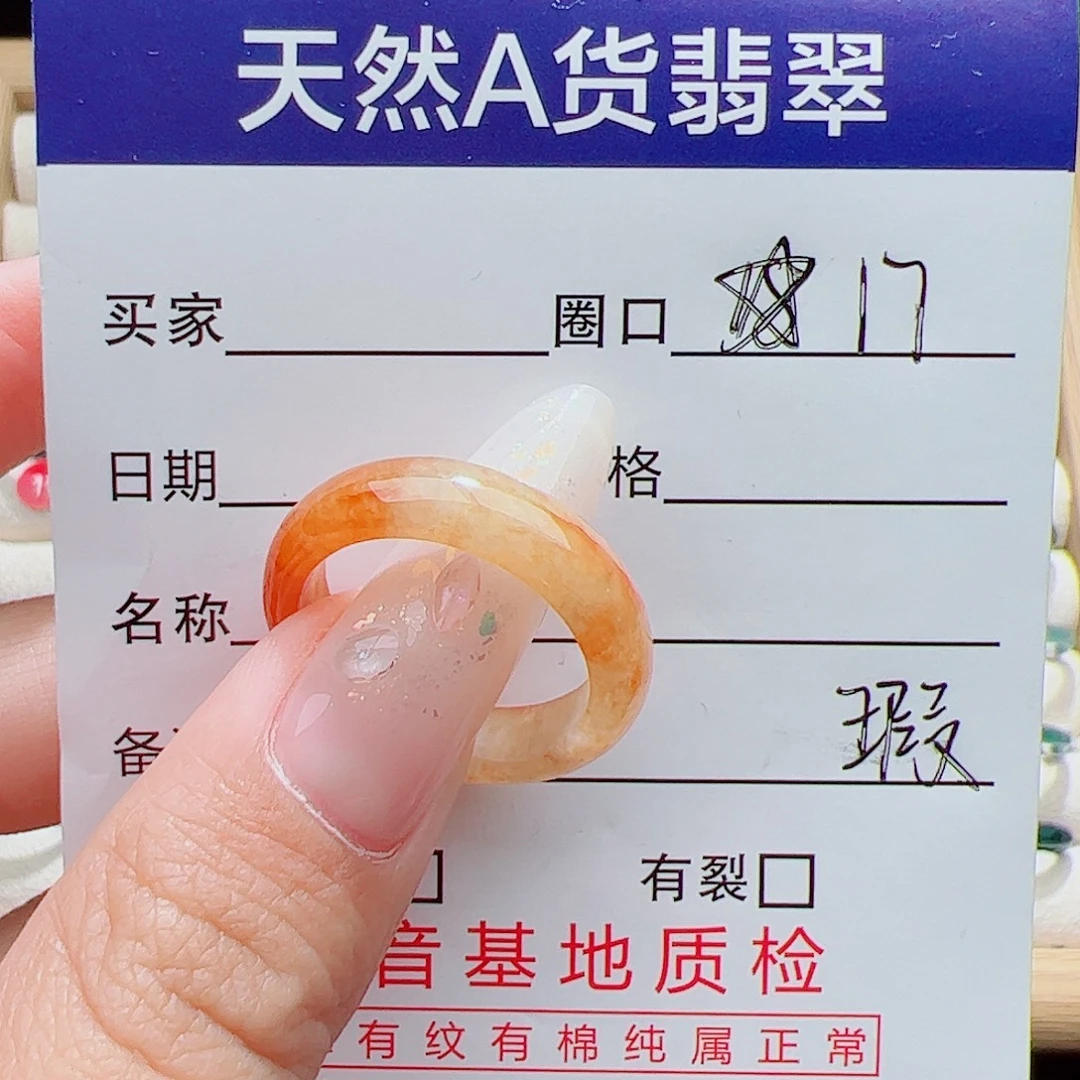 天然A货翡翠
买家 圈口 17
日期 格
名称
备 瑕
有裂
音基地质检
有纹有棉纯属正常